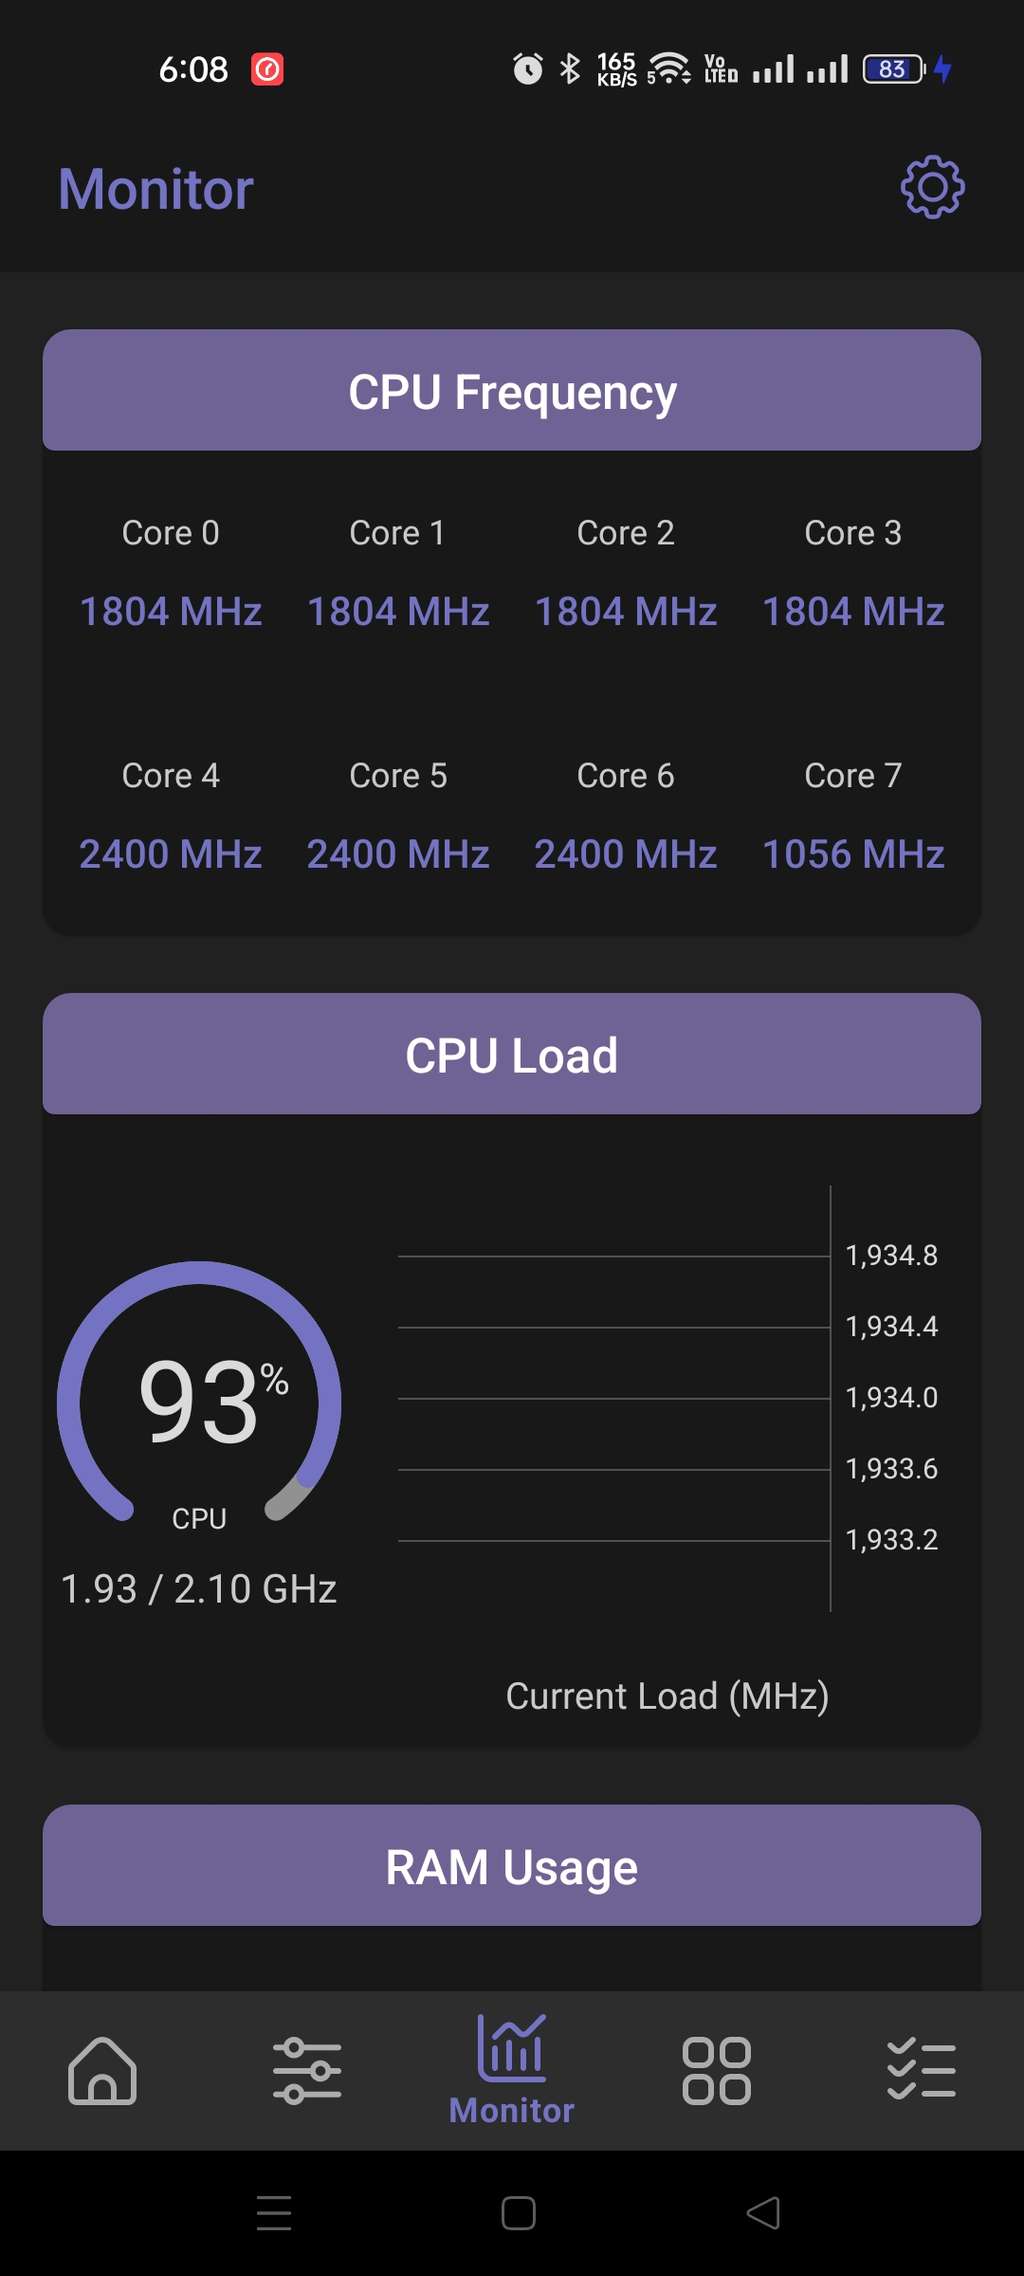 6:08 165 KB/S 5 Vo LTE 83
Monitor
CPU Frequency
Core 0 Core 1 Core 2 Core 3
1804 MHz 1804 MHz 1804 MHz 1804 MHz
Core 4 Core 5 Core 6 Core 7
2400 MHz 2400 MHz 2400 MHz 1056 MHz
CPU Load
1,934.8
1,934.4
93%
1,934.0
1,933.6
CPU
1,933.2
1.93 / 2.10 GHz
Current Load (MHz)
RAM Usage
Monitor